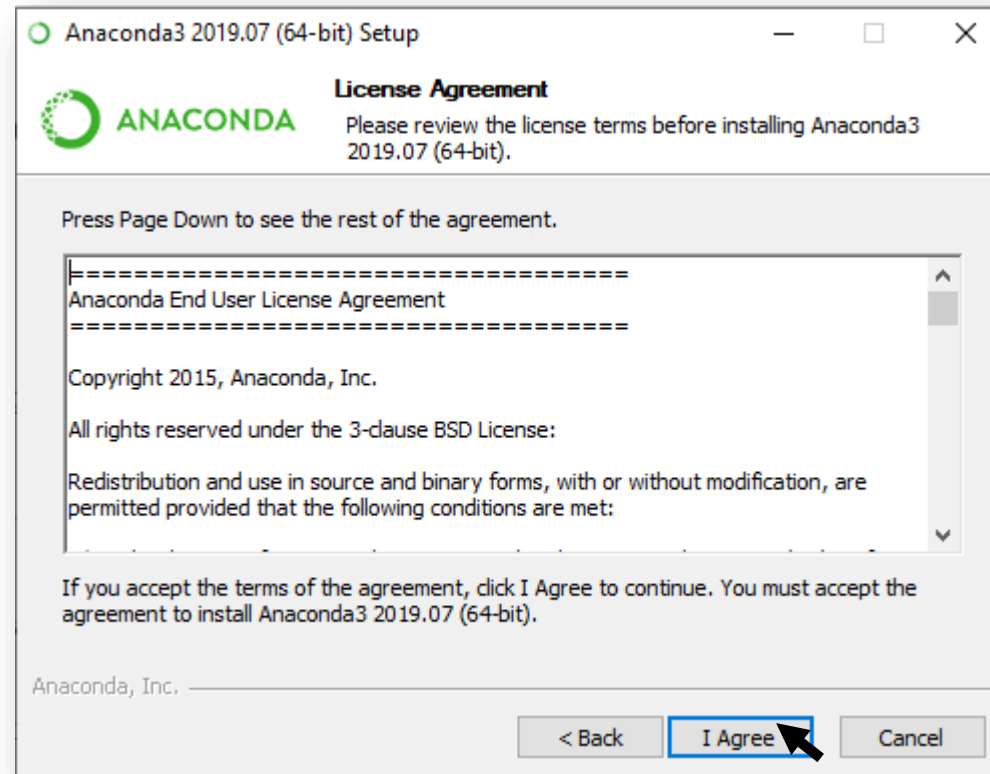 Anaconda3 2019.07 (64-bit) Setup
ANACONDA
License Agreement
Please review the license terms before installing Anaconda3
2019.07 (64-bit).
Press Page Down to see the rest of the agreement.
===================================
Anaconda End User License Agreement
===================================
Copyright 2015, Anaconda, Inc.
All rights reserved under the 3-clause BSD License:
Redistribution and use in source and binary forms, with or without modification, are
permitted provided that the following conditions are met:
If you accept the terms of the agreement, click I Agree to continue. You must accept the
agreement to install Anaconda3 2019.07 (64-bit).
Anaconda, Inc.
< Back
I Agree
Cancel